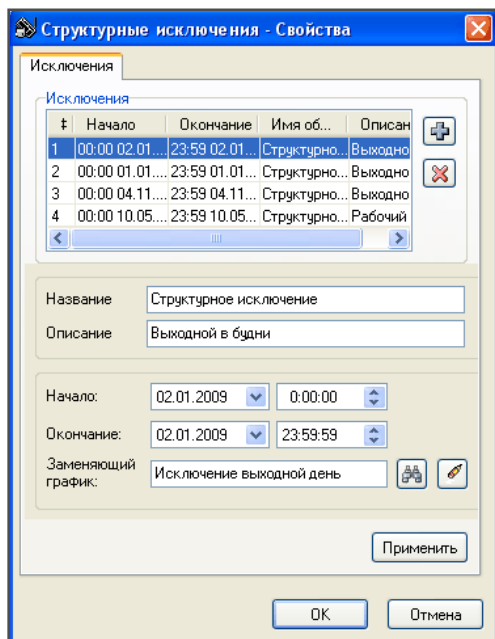 Структурные исключения - Свойства
Исключения
Исключения
‡ Начало Окончание Имя об... Описан
1 00:00 02.01.... 23:59 02.01... Структурно... Выходно
2 00:00 01.01.... 23:59 01.01... Структурно... Выходно
3 00:00 04.11.... 23:59 04.11... Структурно... Выходно
4 00:00 10.05.... 23:59 10.05... Структурно... Рабочий
Название Структурное исключение
Описание Выходной в будни
Начало: 02.01.2009 0:00:00
Окончание: 02.01.2009 23:59:59
Заменяющий
график: Исключение выходной день
Применить
OK Отмена